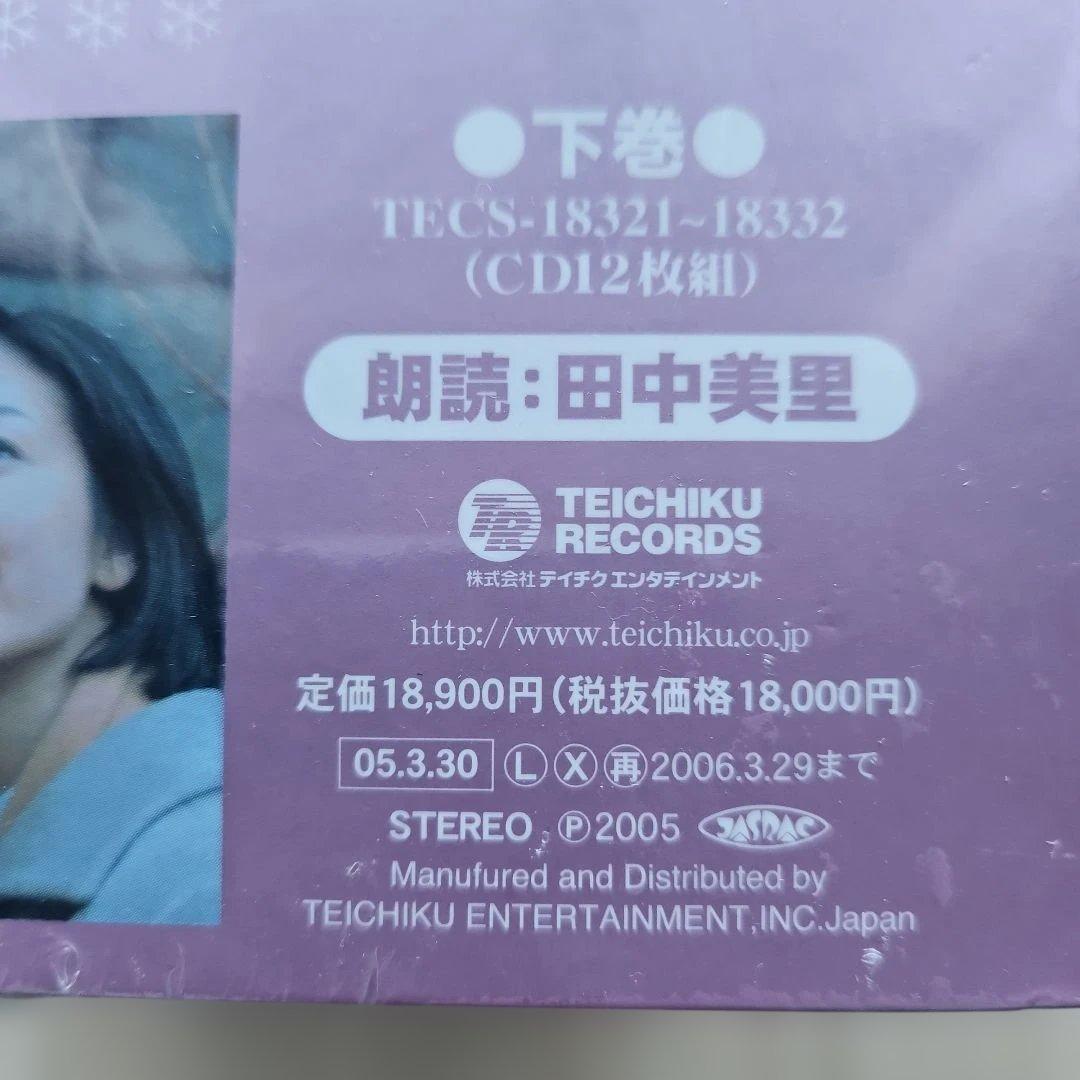 ●下巻●
TECS-18321~18332
(CD12枚組)
朗読:田中美里
TEICHIKU
RECORDS
株式会社テイチクエンタテインメント
http://www.teichiku.co.jp
定価18,900円(税抜価格18,000円)
05.3.30 Ⓛ Ⓧ ㊢再 2006.3.29まで
STEREO Ⓟ2005 JASRAC
Manufured and Distributed by
TEICHIKU ENTERTAINMENT,INC.Japan